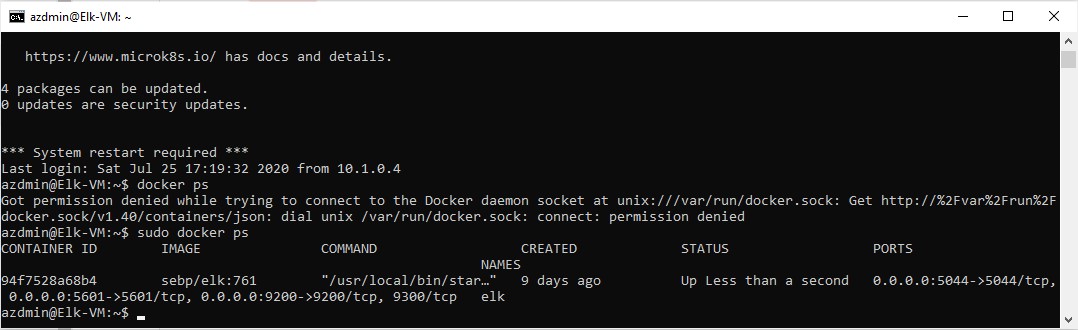 azdmin@Elk-VM: ~
https://www.microk8s.io/ has docs and details.
4 packages can be updated.
0 updates are security updates.
*** System restart required ***
Last login: Sat Jul 25 17:19:32 2020 from 10.1.0.4
azdmin@Elk-VM:~$ docker ps
Got permission denied while trying to connect to the Docker daemon socket at unix:///var/run/docker.sock: Get http://%2Fvar%2Frun%2F
docker.sock/v1.40/containers/json: dial unix /var/run/docker.sock: connect: permission denied
azdmin@Elk-VM:~$ sudo docker ps
CONTAINER ID        IMAGE               COMMAND                  CREATED             STATUS                  PORTS
NAMES
94f7528a68b4        sebp/elk:761        "/usr/local/bin/star…"   9 days ago          Up Less than a second   0.0.0.0:5044->5044/tcp,
0.0.0.0:5601->5601/tcp, 0.0.0.0:9200->9200/tcp, 9300/tcp   elk
azdmin@Elk-VM:~$